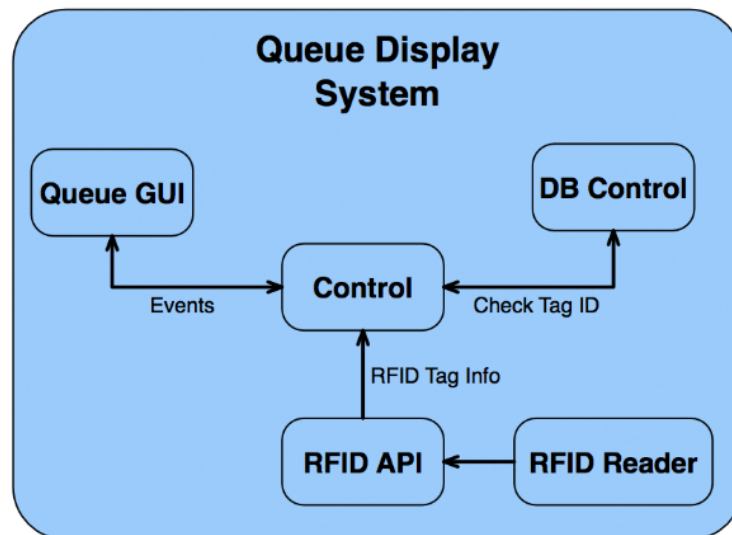 Queue Display
System
Queue GUI
DB Control
Control
Events
Check Tag ID
RFID Tag Info
RFID API
RFID Reader